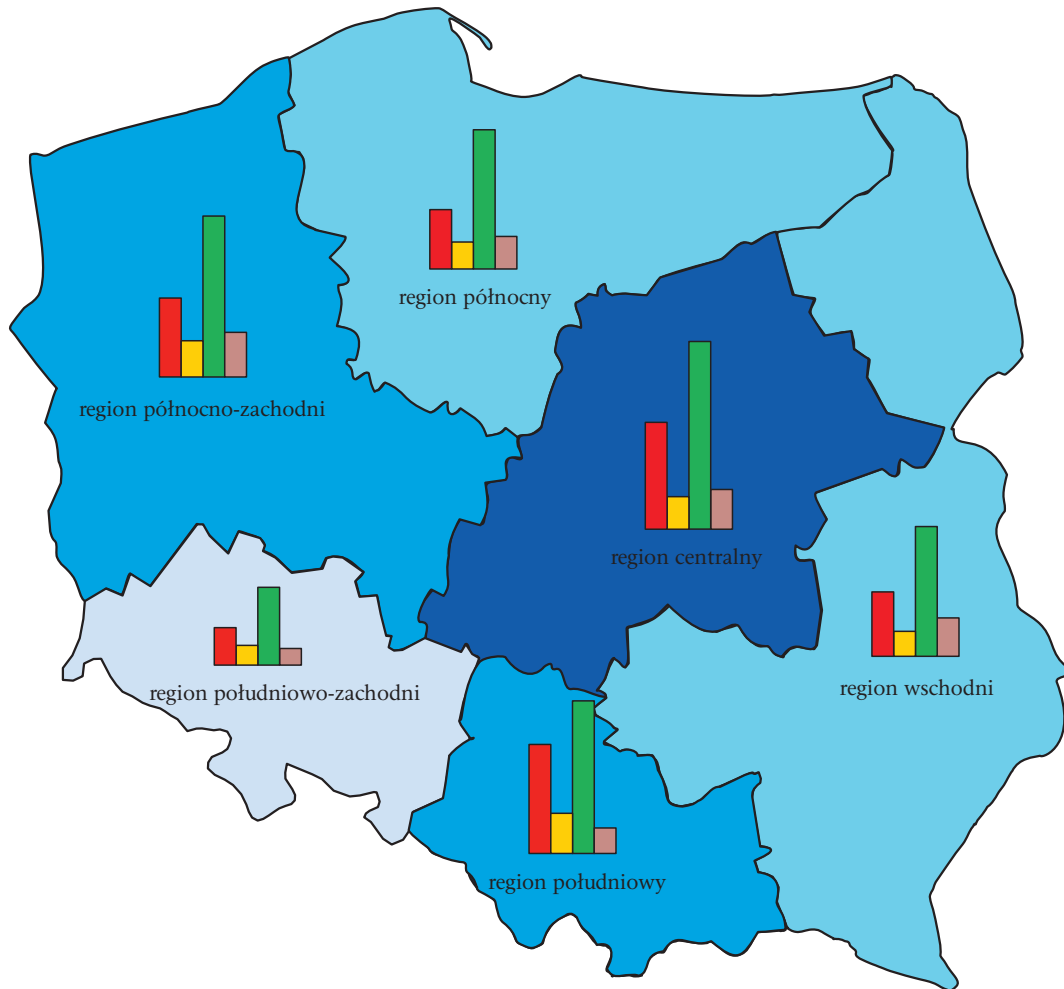 region północny
region północno-zachodni
region centralny
region wschodni
region południowo-zachodni
region południowy